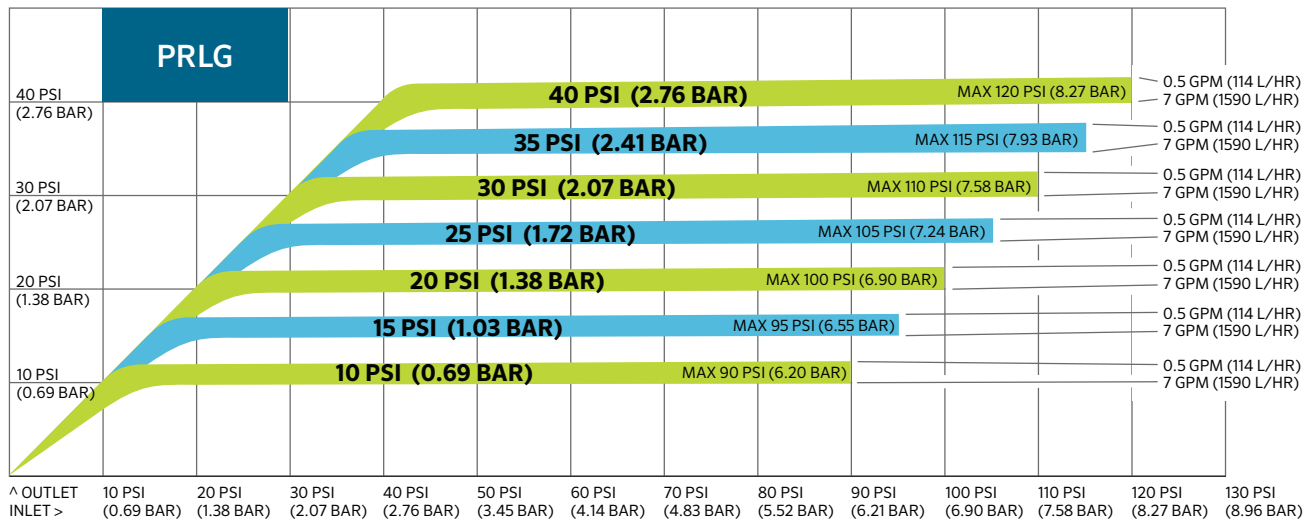 PRLG
40 PSI
(2.76 BAR)
40 PSI (2.76 BAR)
MAX 120 PSI (8.27 BAR)
0.5 GPM (114 L/HR)
7 GPM (1590 L/HR)
35 PSI (2.41 BAR)
MAX 115 PSI (7.93 BAR)
0.5 GPM (114 L/HR)
7 GPM (1590 L/HR)
30 PSI
(2.07 BAR)
30 PSI (2.07 BAR)
MAX 110 PSI (7.58 BAR)
0.5 GPM (114 L/HR)
7 GPM (1590 L/HR)
25 PSI (1.72 BAR)
MAX 105 PSI (7.24 BAR)
0.5 GPM (114 L/HR)
7 GPM (1590 L/HR)
20 PSI
(1.38 BAR)
20 PSI (1.38 BAR)
MAX 100 PSI (6.90 BAR)
0.5 GPM (114 L/HR)
7 GPM (1590 L/HR)
15 PSI (1.03 BAR)
MAX 95 PSI (6.55 BAR)
0.5 GPM (114 L/HR)
7 GPM (1590 L/HR)
10 PSI
(0.69 BAR)
10 PSI (0.69 BAR)
MAX 90 PSI (6.20 BAR)
0.5 GPM (114 L/HR)
7 GPM (1590 L/HR)
^ OUTLET
INLET >
10 PSI
(0.69 BAR)
20 PSI
(1.38 BAR)
30 PSI
(2.07 BAR)
40 PSI
(2.76 BAR)
50 PSI
(3.45 BAR)
60 PSI
(4.14 BAR)
70 PSI
(4.83 BAR)
80 PSI
(5.52 BAR)
90 PSI
(6.21 BAR)
100 PSI
(6.90 BAR)
110 PSI
(7.58 BAR)
120 PSI
(8.27 BAR)
130 PSI
(8.96 BAR)